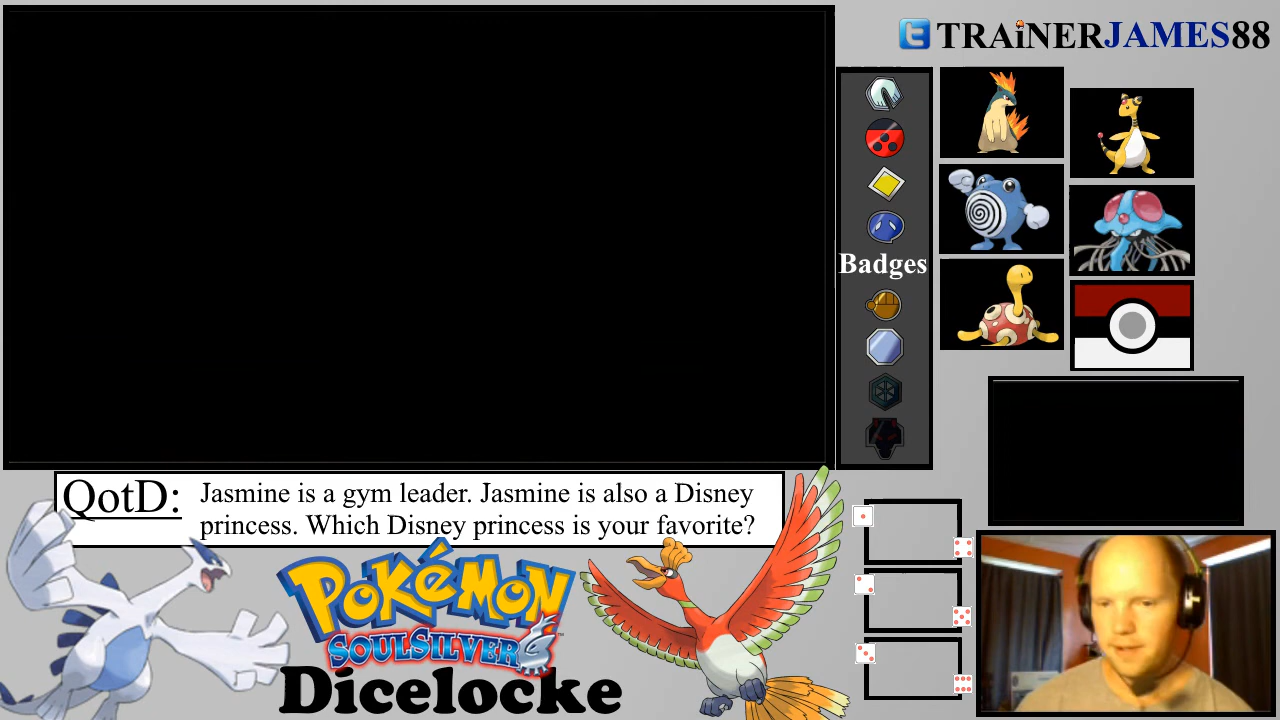 TRAiNERJAMES88
Badges
QotD: Jasmine is a gym leader. Jasmine is also a Disney
princess. Which Disney princess is your favorite?
POKéMON
SOULSILVER
™
Dicelocke